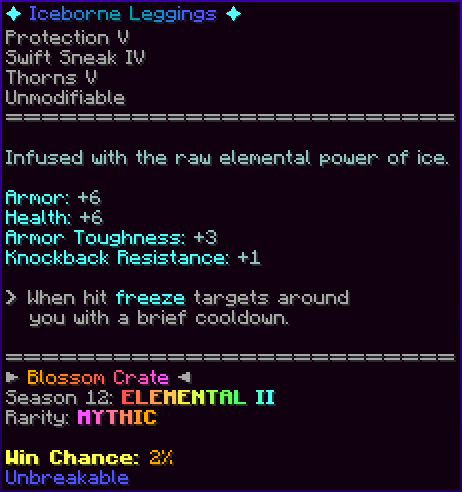 ✦ Iceborne Leggings ✦
Protection V
Swift Sneak IV
Thorns V
Unmodifiable
Infused with the raw elemental power of ice.
Armor: +6
Health: +6
Armor Toughness: +3
Knockback Resistance: +1
> When hit freeze targets around
you with a brief cooldown.
► Blossom Crate ◄
Season 12: ELEMENTAL II
Rarity: MYTHIC
Win Chance: 2%
Unbreakable